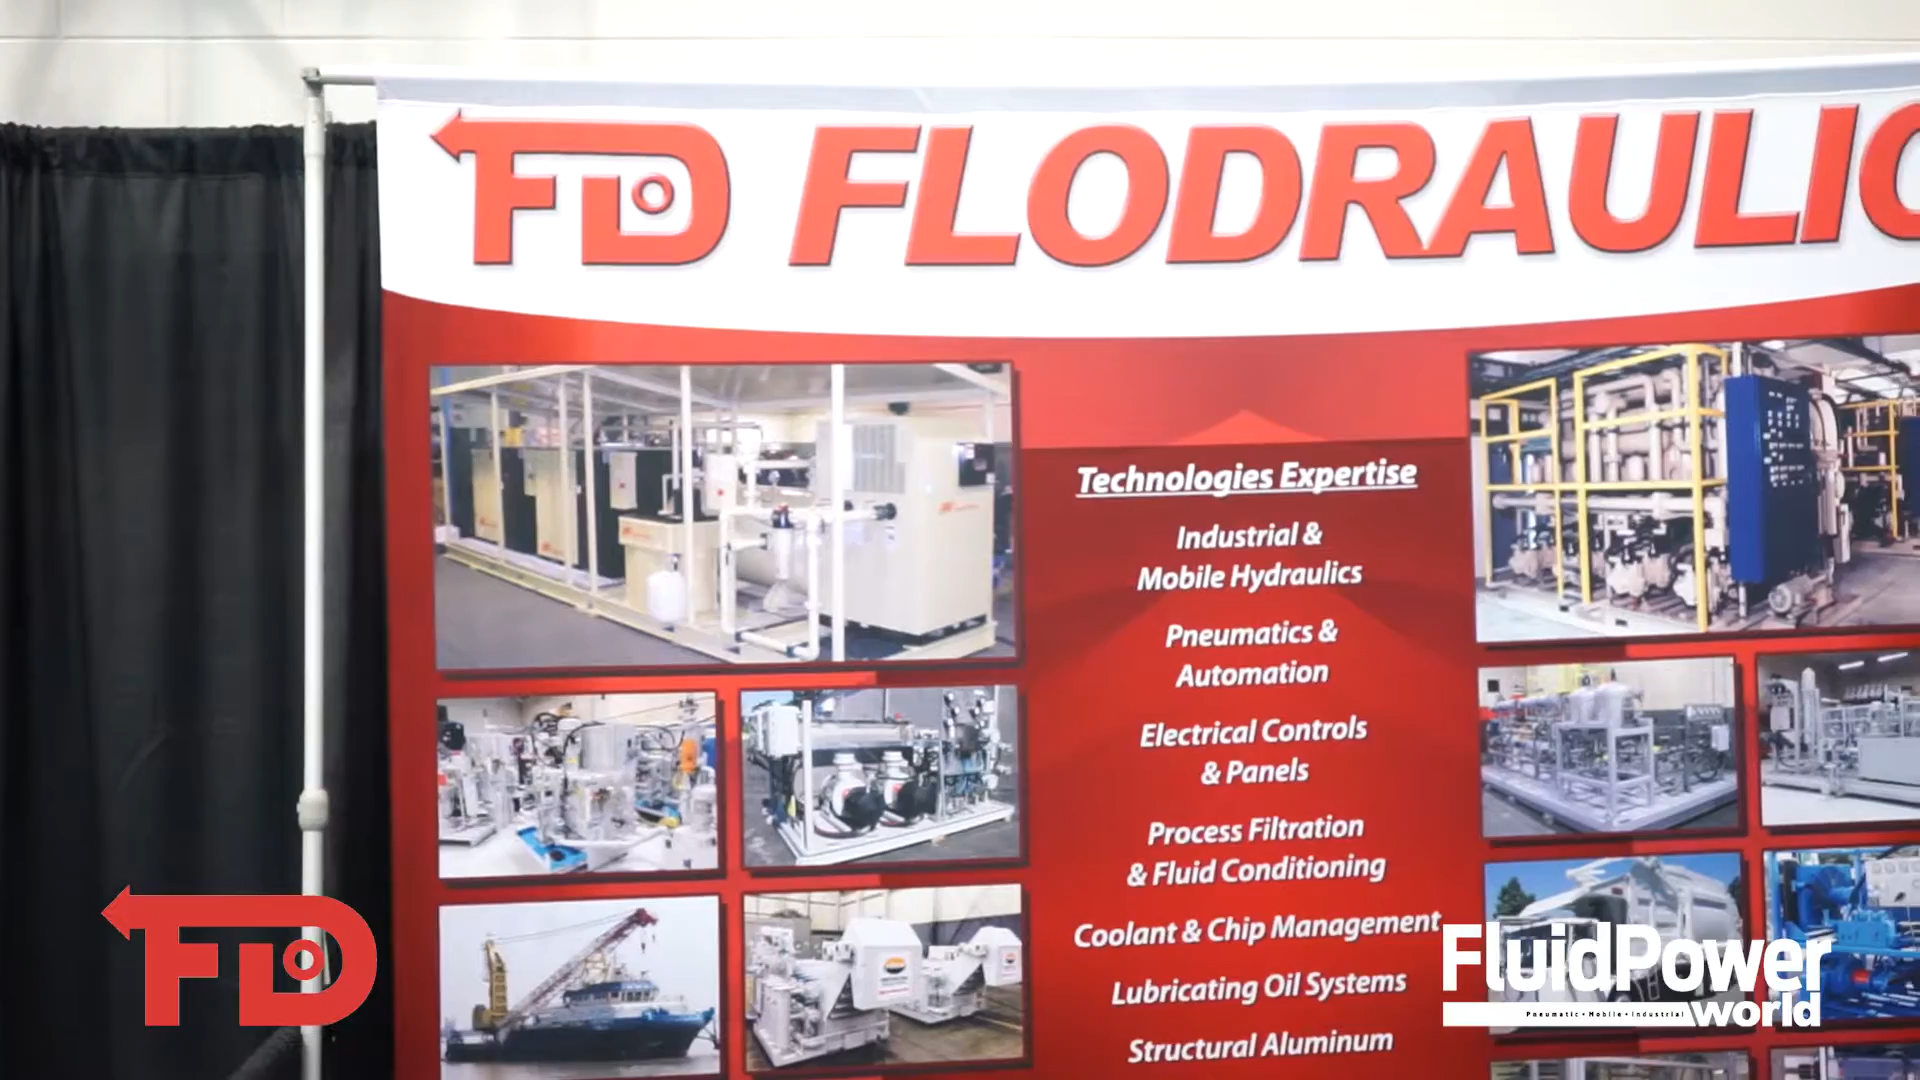 FD FLODRAULIC
Technologies Expertise
Industrial &
Mobile Hydraulics
Pneumatics &
Automation
Electrical Controls
& Panels
Process Filtration
& Fluid Conditioning
Coolant & Chip Management
Lubricating Oil Systems
Structural Aluminum
FD
FluidPower
world
Pneumatic • Mobile • Industrial